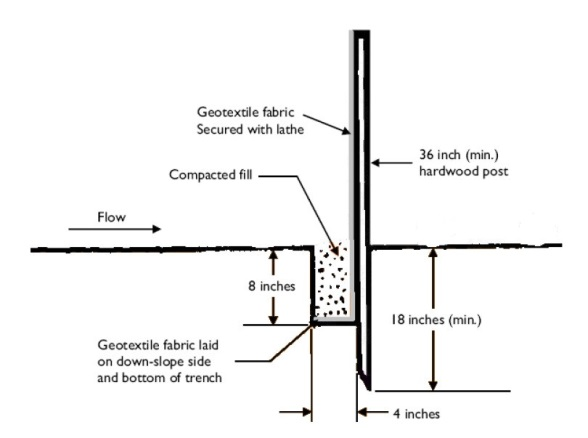 Geotextile fabric
Secured with lathe
36 inch (min.)
hardwood post
Compacted fill
Flow
8 inches
18 inches (min.)
Geotextile fabric laid
on down-slope side
and bottom of trench
4 inches